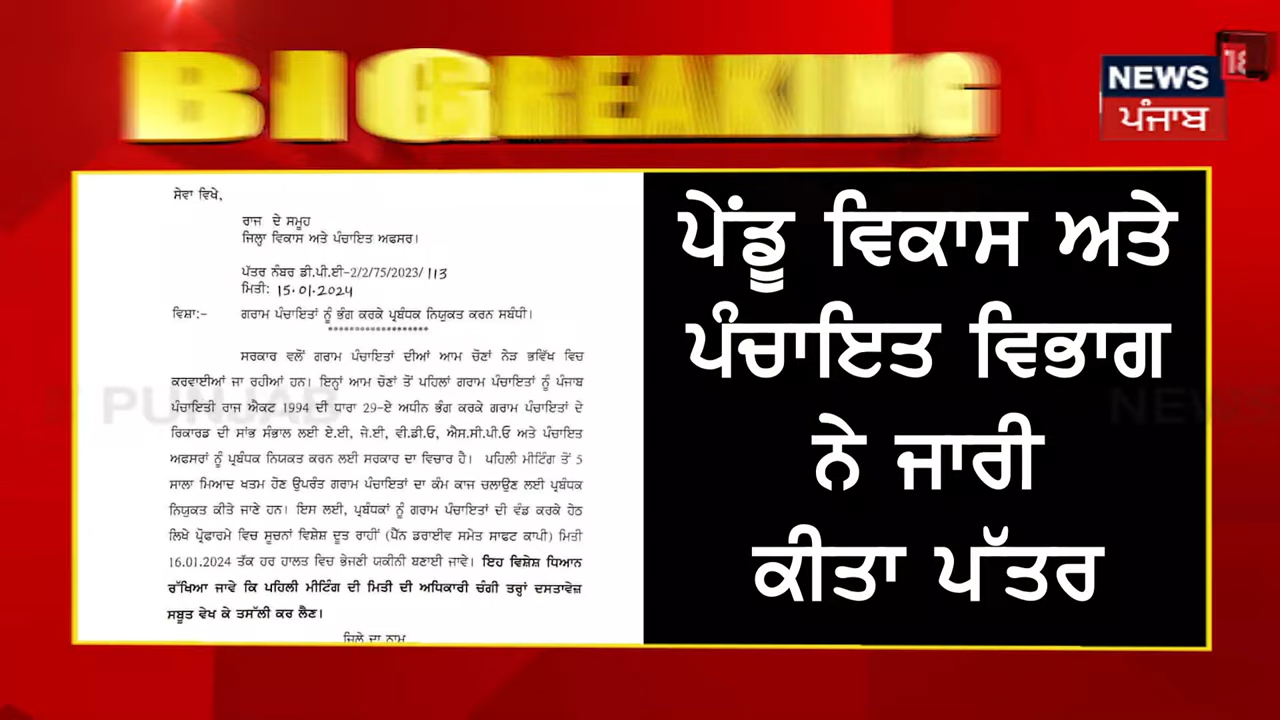 BIG BREAKING
NEWS 18
ਪੰਜਾਬ
ਸੇਵਾ ਵਿਖੇ,
ਰਾਜ ਦੇ ਸਮੂਹ
ਜਿਲ੍ਹਾ ਵਿਕਾਸ ਅਤੇ ਪੰਚਾਇਤ ਅਫਸਰ।
ਪੱਤਰ ਨੰਬਰ ਡੀ.ਪੀ.ਈ-2/2/75/2023/113
ਮਿਤੀ: 15.01.2024
ਵਿਸ਼ਾ:- ਗਰਾਮ ਪੰਚਾਇਤਾਂ ਨੂੰ ਭੰਗ ਕਰਕੇ ਪ੍ਰਬੰਧਕ ਨਿਯੁਕਤ ਕਰਨ ਸਬੰਧੀ।
*******************
ਸਰਕਾਰ ਵਲੋਂ ਗਰਾਮ ਪੰਚਾਇਤਾਂ ਦੀਆਂ ਆਮ ਚੋਣਾਂ ਨੇੜ ਭਵਿੱਖ ਵਿਚ
ਕਰਵਾਈਆਂ ਜਾ ਰਹੀਆਂ ਹਨ। ਇਨ੍ਹਾਂ ਆਮ ਚੋਣਾਂ ਤੋਂ ਪਹਿਲਾਂ ਗਰਾਮ ਪੰਚਾਇਤਾਂ ਨੂੰ ਪੰਜਾਬ
ਪੰਚਾਇਤੀ ਰਾਜ ਐਕਟ 1994 ਦੀ ਧਾਰਾ 29-ਏ ਅਧੀਨ ਭੰਗ ਕਰਕੇ ਗਰਾਮ ਪੰਚਾਇਤਾਂ ਦੇ
ਰਿਕਾਰਡ ਦੀ ਸਾਂਭ ਸੰਭਾਲ ਲਈ ਏ.ਈ, ਜੇ.ਈ, ਵੀ.ਡੀ.ਓ, ਐਸ.ਸੀ.ਪੀ.ਓ ਅਤੇ ਪੰਚਾਇਤ
ਅਫਸਰਾਂ ਨੂੰ ਪ੍ਰਬੰਧਕ ਨਿਯਕਤ ਕਰਨ ਲਈ ਸਰਕਾਰ ਦਾ ਵਿਚਾਰ ਹੈ। ਪਹਿਲੀ ਮੀਟਿੰਗ ਤੋਂ 5
ਸਾਲਾ ਮਿਆਦ ਖਤਮ ਹੋਣ ਉਪਰੰਤ ਗਰਾਮ ਪੰਚਾਇਤਾਂ ਦਾ ਕੰਮ ਕਾਜ ਚਲਾਉਣ ਲਈ ਪ੍ਰਬੰਧਕ
ਨਿਯੁਕਤ ਕੀਤੇ ਜਾਣੇ ਹਨ। ਇਸ ਲਈ, ਪ੍ਰਬੰਧਕਾਂ ਨੂੰ ਗਰਾਮ ਪੰਚਾਇਤਾਂ ਦੀ ਵੰਡ ਕਰਕੇ ਹੇਠ
ਲਿਖੇ ਪ੍ਰੋਫਾਰਮੇ ਵਿਚ ਸੂਚਨਾਂ ਵਿਸ਼ੇਸ਼ ਦੂਤ ਰਾਹੀਂ (ਪੈੱਨ ਡਰਾਈਵ ਸਮੇਤ ਸਾਫਟ ਕਾਪੀ) ਮਿਤੀ
16.01.2024 ਤੱਕ ਹਰ ਹਾਲਤ ਵਿਚ ਭੇਜਣੀ ਯਕੀਨੀ ਬਣਾਈ ਜਾਵੇ। ਇਹ ਵਿਸ਼ੇਸ਼ ਧਿਆਨ
ਰੱਖਿਆ ਜਾਵੇ ਕਿ ਪਹਿਲੀ ਮੀਟਿੰਗ ਦੀ ਮਿਤੀ ਦੀ ਅਧਿਕਾਰੀ ਚੰਗੀ ਤਰ੍ਹਾਂ ਦਸਤਾਵੇਜ਼
ਸਬੂਤ ਵੇਖ ਕੇ ਤਸੱਲੀ ਕਰ ਲੈਣ।
ਜਿਲੇ ਦਾ ਨਾਮ
ਪੇਂਡੂ ਵਿਕਾਸ ਅਤੇ
ਪੰਚਾਇਤ ਵਿਭਾਗ
ਨੇ ਜਾਰੀ
ਕੀਤਾ ਪੱਤਰ
PUNJAB
NEWS